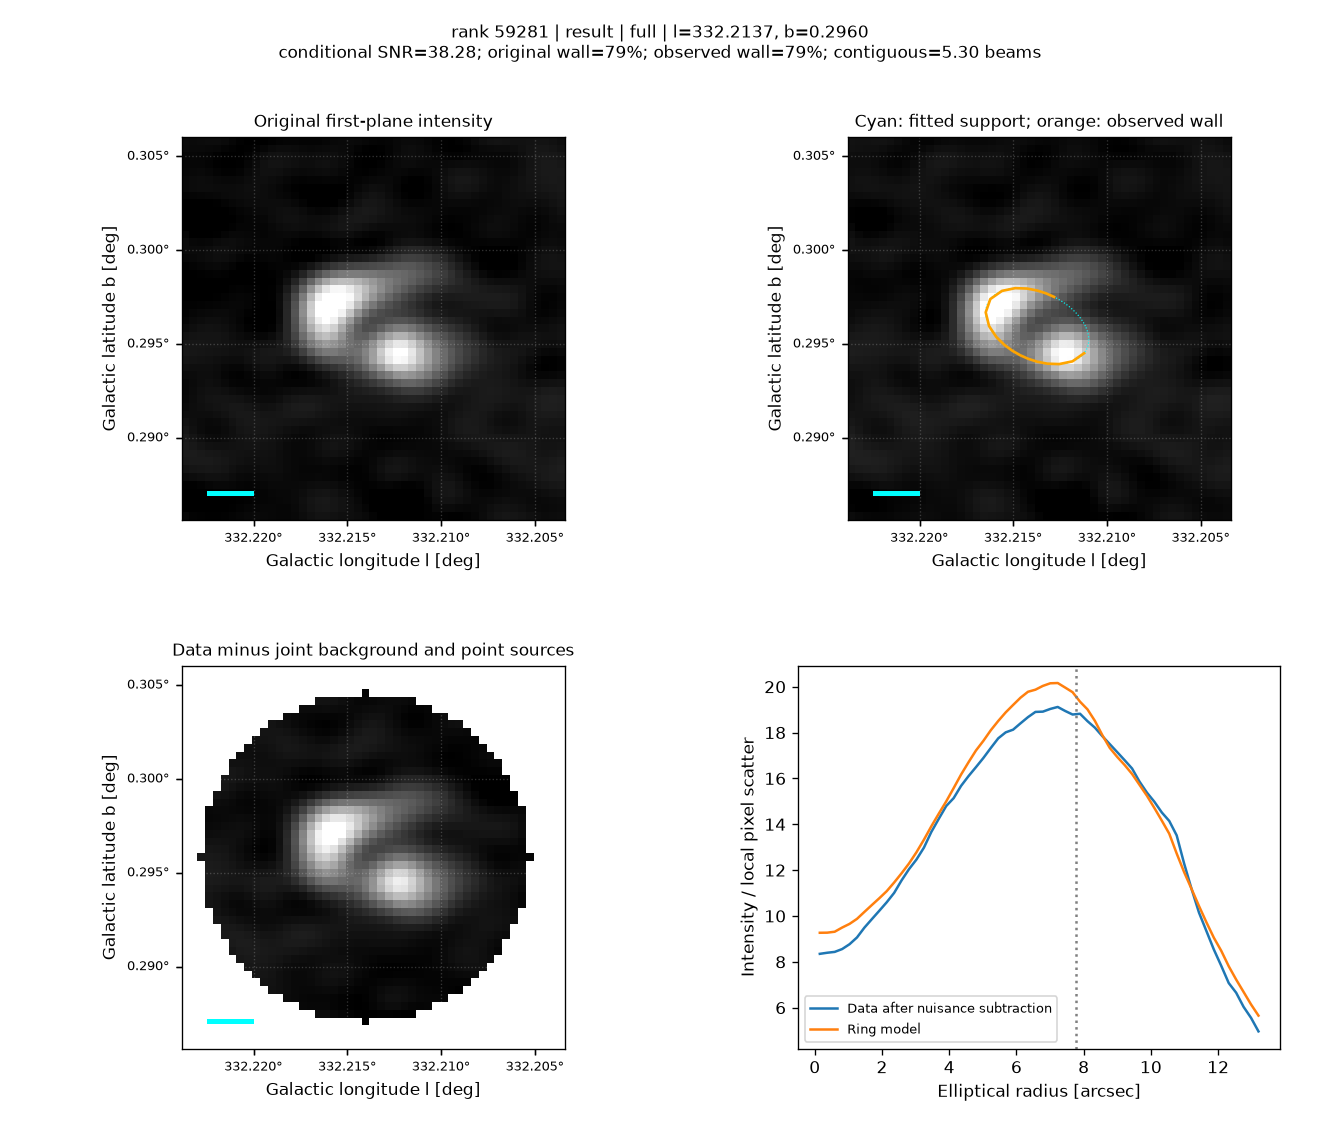 rank 59281 | result | full | l=332.2137, b=0.2960
conditional SNR=38.28; original wall=79%; observed wall=79%; contiguous=5.30 beams
Original first-plane intensity
0.305°
0.300°
0.295°
0.290°
Galactic latitude b [deg]
332.220° 332.215° 332.210° 332.205°
Galactic longitude l [deg]
Cyan: fitted support; orange: observed wall
0.305°
0.300°
0.295°
0.290°
Galactic latitude b [deg]
332.220° 332.215° 332.210° 332.205°
Galactic longitude l [deg]
Data minus joint background and point sources
0.305°
0.300°
0.295°
0.290°
Galactic latitude b [deg]
332.220° 332.215° 332.210° 332.205°
Galactic longitude l [deg]
20
18
16
14
12
10
8
6
Intensity / local pixel scatter
Data after nuisance subtraction
Ring model
0 2 4 6 8 10 12
Elliptical radius [arcsec]